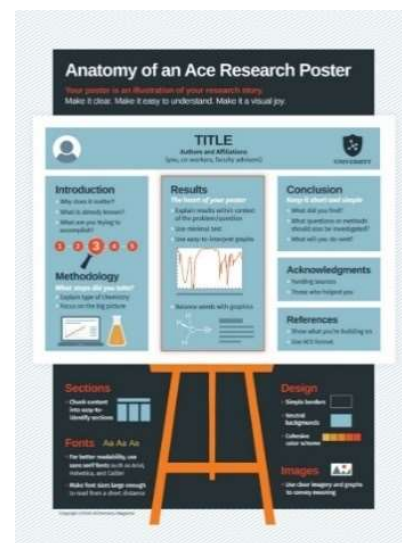 Anatomy of an Ace Research Poster
Your poster is an illustration of your research story.
Make it clear. Make it easy to understand. Make it a visual joy.
TITLE
Authors and Affiliations
(you, co-workers, faculty advisors)
UNIVERSITY
Introduction
• Why does it matter?
• What is already known?
• What are you trying to
accomplish?
1 2 3 4 5
Methodology
What steps did you take?
• Explain type of Chemistry
• Focus on the big picture
Results
The heart of your poster
• Explain results within context
of the problem/question
• Use minimal text
• Use easy-to-interpret graphs
• Balance words with graphics
Conclusion
Keep it short and simple
• What did you find?
• What questions or methods
should also be investigated?
• What will you do next?
Acknowledgments
• Funding sources
• Those who helped you
References
• Show what you're building on
• Use ACS format
Sections
• Chunk content
into easy-to-
identify sections
Fonts Aa Aa Aa
• For better readability, use
sans serif fonts such as Arial,
Helvetica, and Calibri
• Make font sizes large enough
to read from a short distance
Design
• Simple borders
• Neutral
backgrounds
• Cohesive
color scheme
Images
• Use clear imagery and graphs
to convey meaning